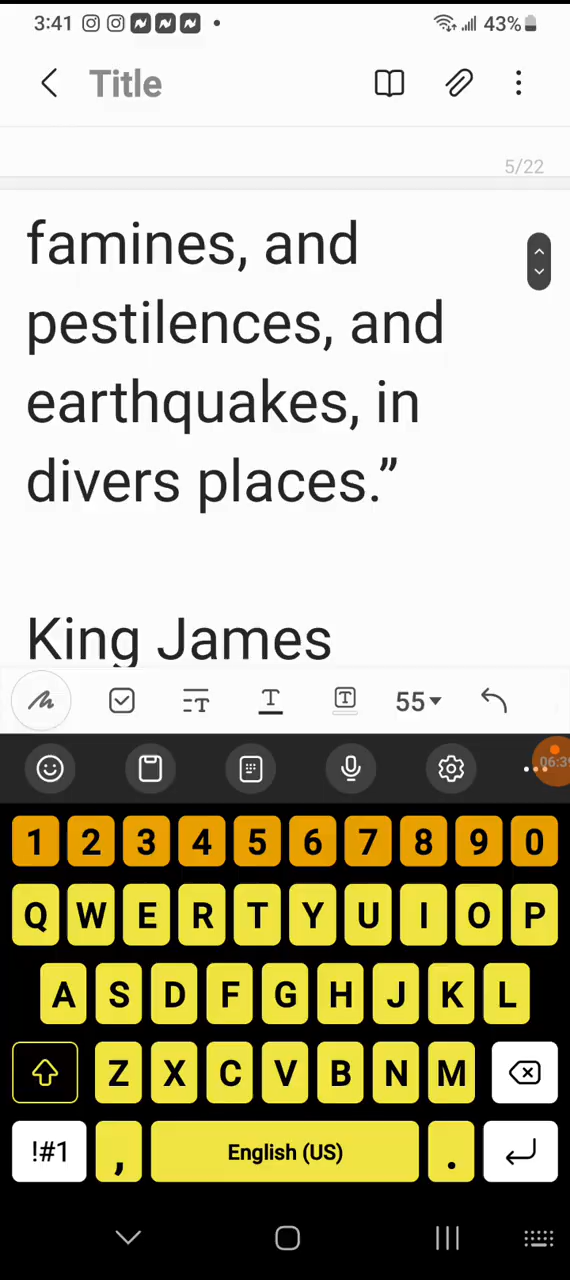 3:41 43%
Title
5/22
famines, and
pestilences, and
earthquakes, in
divers places.”
King James
55
1 2 3 4 5 6 7 8 9 0
Q W E R T Y U I O P
A S D F G H J K L
Z X C V B N M
!#1 , English (US) .